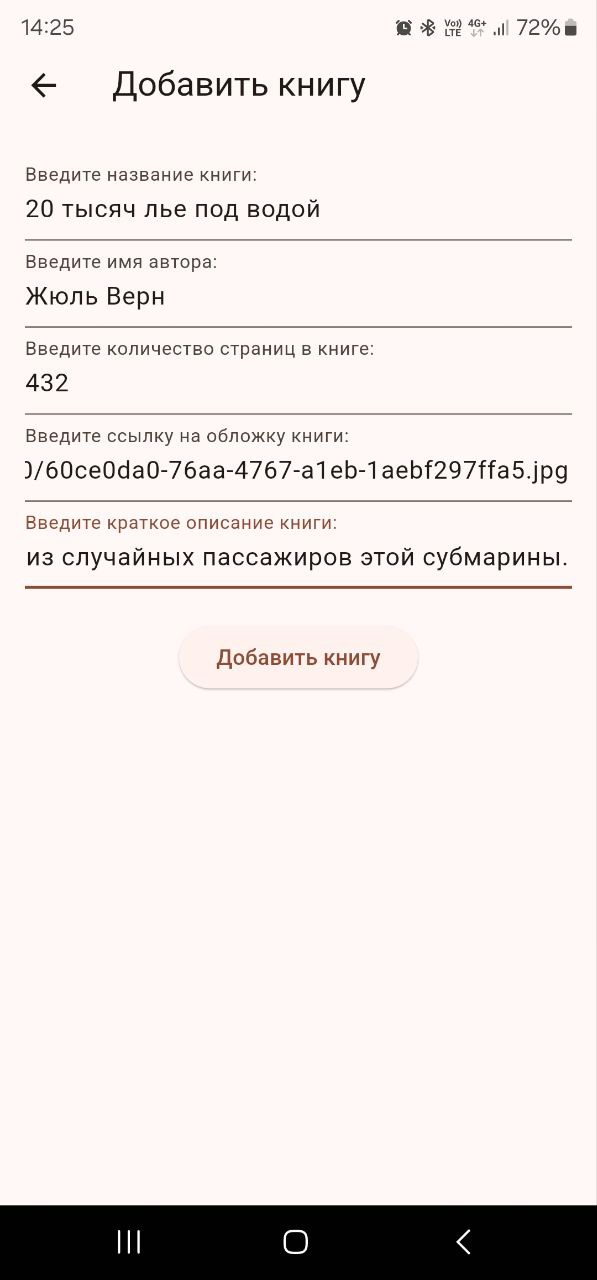 14:25 Vo)) LTE 4G+ 72%
Добавить книгу
Введите название книги:
20 тысяч лье под водой
Введите имя автора:
Жюль Верн
Введите количество страниц в книге:
432
Введите ссылку на обложку книги:
0/60ce0da0-76aa-4767-a1eb-1aebf297ffa5.jpg
Введите краткое описание книги:
из случайных пассажиров этой субмарины.
Добавить книгу